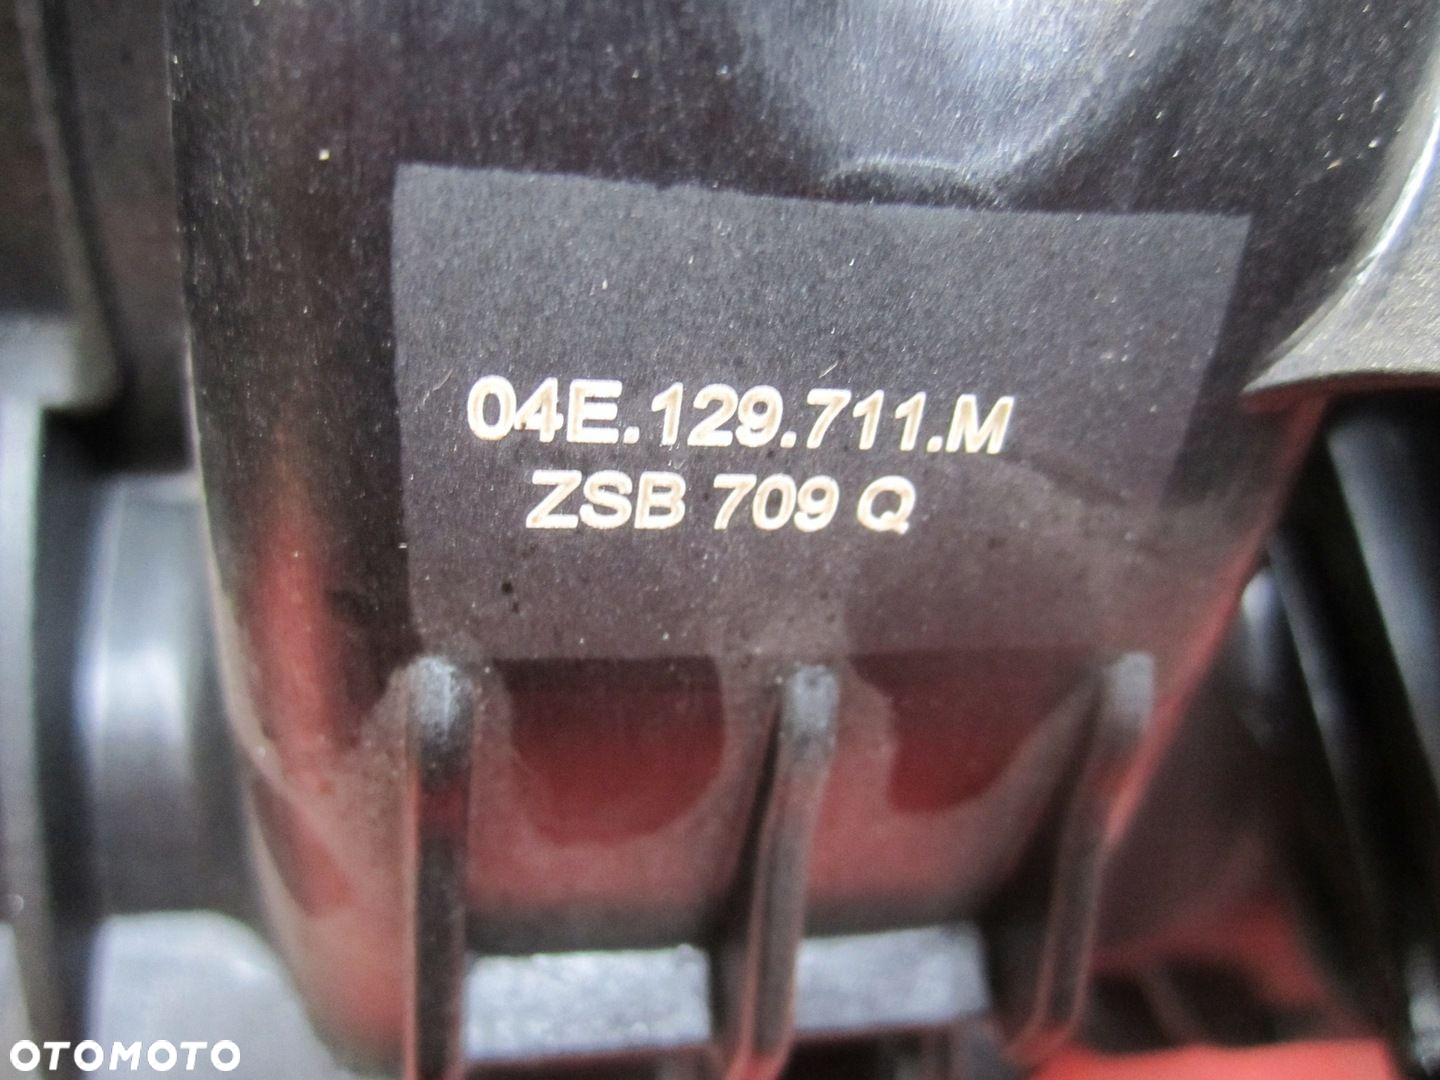 04E.129.711.M
ZSB 709 Q
OTOMOTO